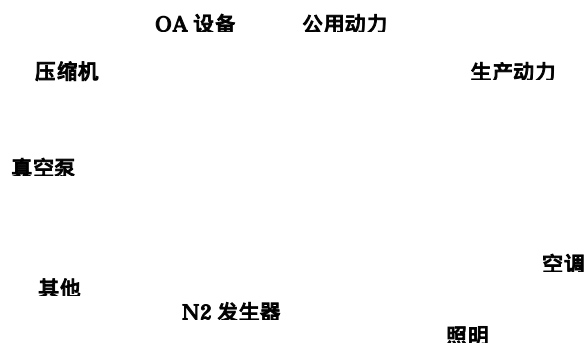 OA 设备
公用动力
压缩机
生产动力
真空泵
空调
其他
N2 发生器
照明